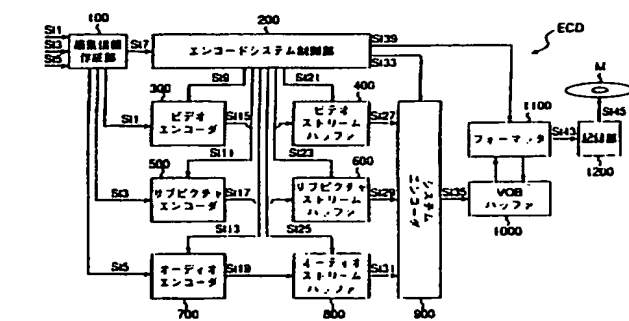 100
200
St1
St3
St5
編集情報
作成部
St7
エンコードシステム制御部
St39
St33
ECD
St9
St21
300
400
M
St1
ビデオ
エンコーダ
St15
ビデオ
ストリーム
バッファ
St27
1100
St45
フォーマッタ
St43
記録部
1200
St11
St23
500
600
St3
サブピクチャ
エンコーダ
St17
サブピクチャ
ストリーム
バッファ
St29
システム
エンコーダ
St35
VOB
バッファ
1000
St13
St25
St5
オーディオ
エンコーダ
St19
オーディオ
ストリーム
バッファ
St31
700
800
900